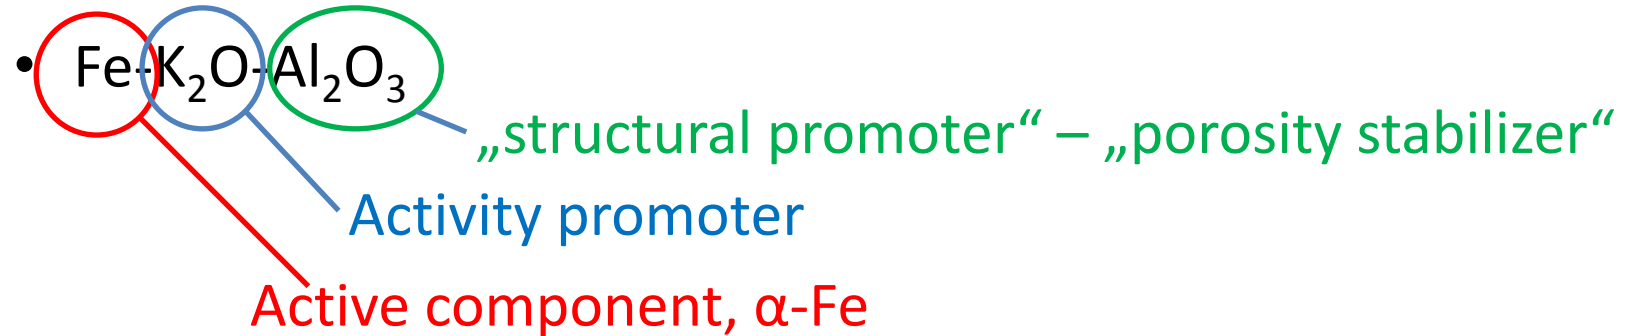 • Fe-K₂O-Al₂O₃
„structural promoter“ – „porosity stabilizer“
Activity promoter
Active component, α-Fe